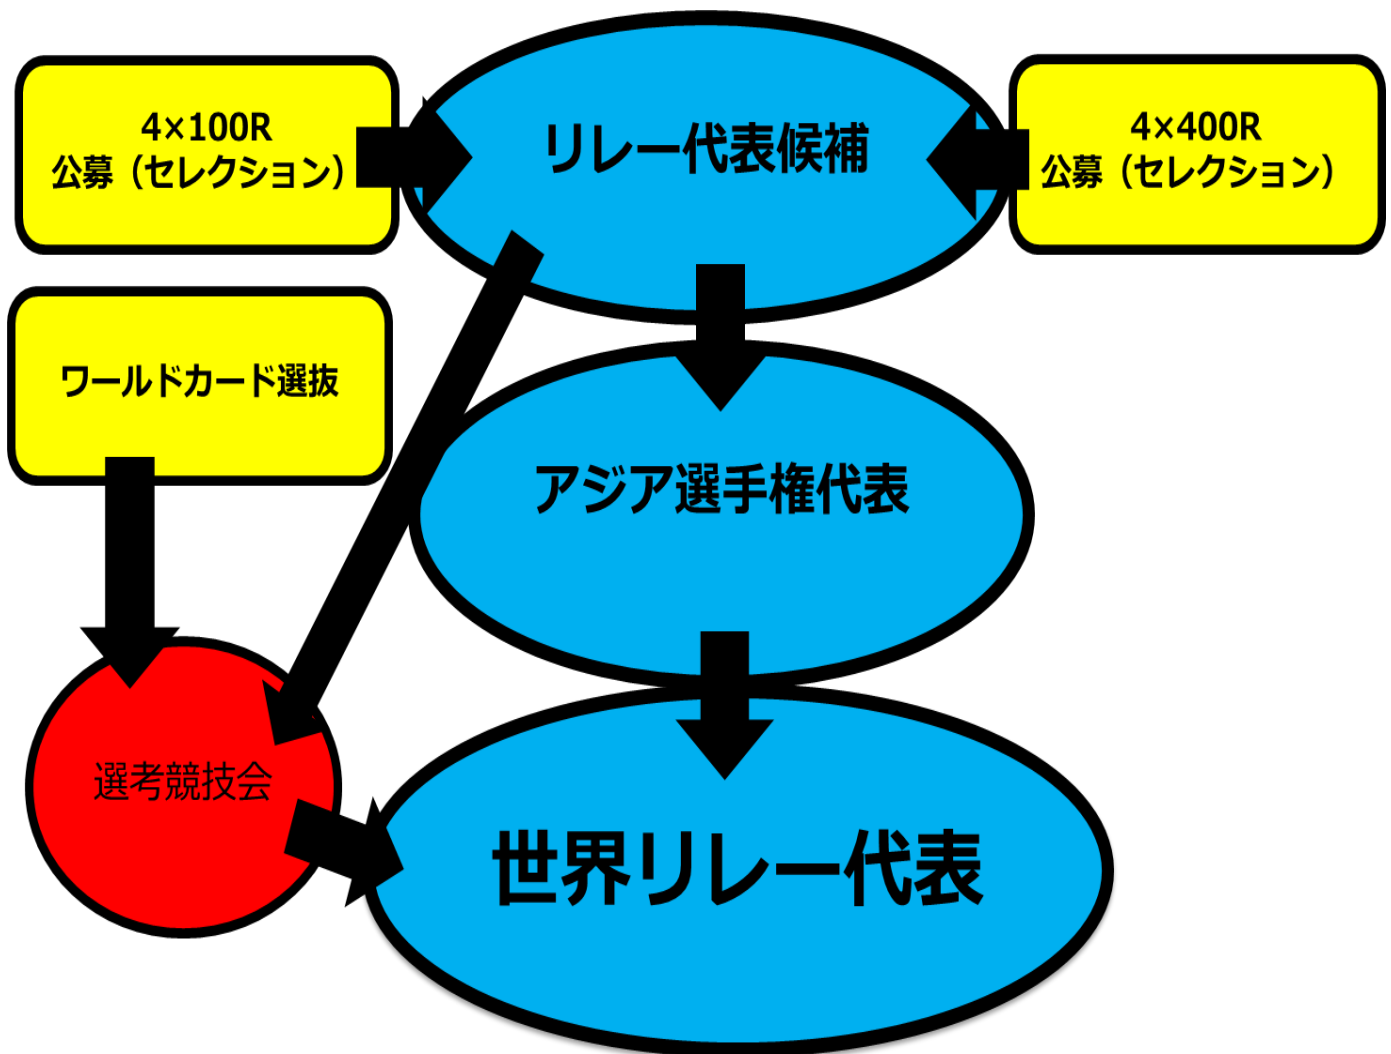 4×100R
公募（セレクション）
リレー代表候補
4×400R
公募（セレクション）
ワールドカード選抜
アジア選手権代表
選考競技会
世界リレー代表